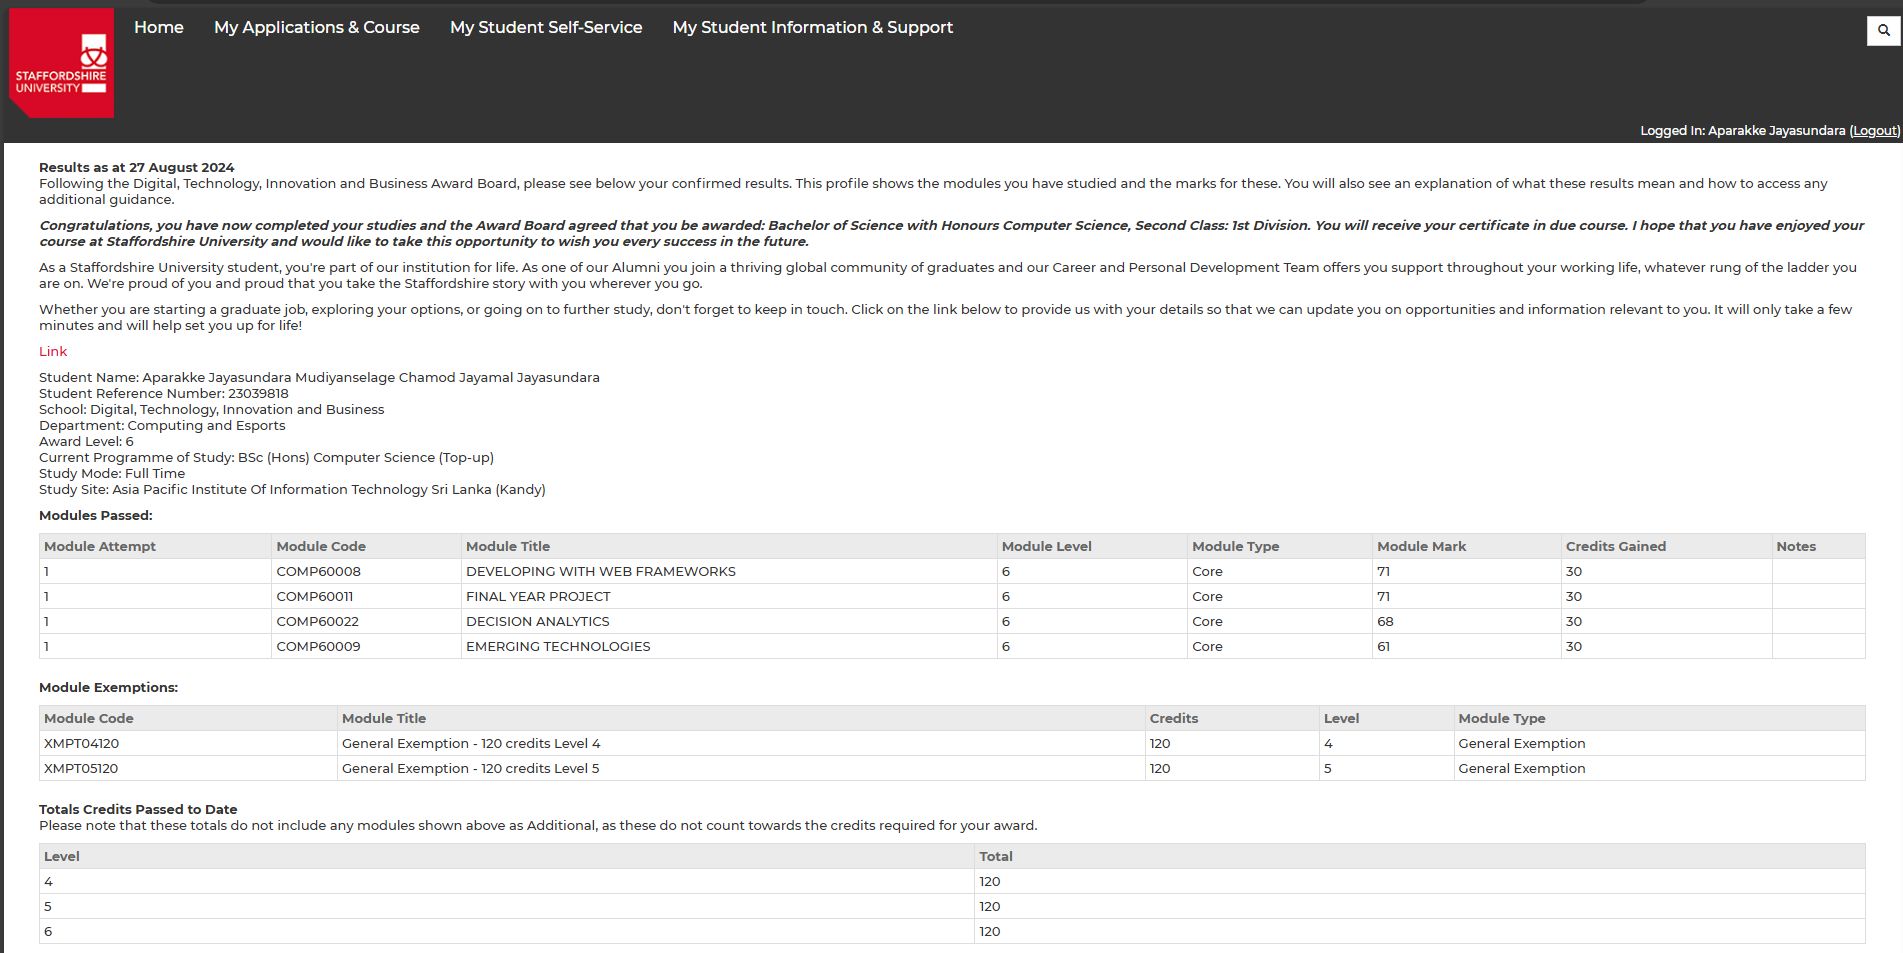 Home My Applications & Course My Student Self-Service My Student Information & Support
STAFFORDSHIRE
UNIVERSITY
Logged In: Aparakke Jayasundara (Logout)
Results as at 27 August 2024
Following the Digital, Technology, Innovation and Business Award Board, please see below your confirmed results. This profile shows the modules you have studied and the marks for these. You will also see an explanation of what these results mean and how to access any
additional guidance.
Congratulations, you have now completed your studies and the Award Board agreed that you be awarded: Bachelor of Science with Honours Computer Science, Second Class: 1st Division. You will receive your certificate in due course. I hope that you have enjoyed your
course at Staffordshire University and would like to take this opportunity to wish you every success in the future.
As a Staffordshire University student, you're part of our institution for life. As one of our Alumni you join a thriving global community of graduates and our Career and Personal Development Team offers you support throughout your working life, whatever rung of the ladder you
are on. We're proud of you and proud that you take the Staffordshire story with you wherever you go.
Whether you are starting a graduate job, exploring your options, or going on to further study, don't forget to keep in touch. Click on the link below to provide us with your details so that we can update you on opportunities and information relevant to you. It will only take a few
minutes and will help set you up for life!
Link
Student Name: Aparakke Jayasundara Mudiyanselage Chamod Jayamal Jayasundara
Student Reference Number: 23039818
School: Digital, Technology, Innovation and Business
Department: Computing and Esports
Award Level: 6
Current Programme of Study: BSc (Hons) Computer Science (Top-up)
Study Mode: Full Time
Study Site: Asia Pacific Institute Of Information Technology Sri Lanka (Kandy)
Modules Passed:
Module Attempt Module Code Module Title Module Level Module Type Module Mark Credits Gained Notes
1 COMP60008 DEVELOPING WITH WEB FRAMEWORKS 6 Core 71 30
1 COMP60011 FINAL YEAR PROJECT 6 Core 71 30
1 COMP60022 DECISION ANALYTICS 6 Core 68 30
1 COMP60009 EMERGING TECHNOLOGIES 6 Core 61 30
Module Exemptions:
Module Code Module Title Credits Level Module Type
XMPT04120 General Exemption - 120 credits Level 4 120 4 General Exemption
XMPT05120 General Exemption - 120 credits Level 5 120 5 General Exemption
Totals Credits Passed to Date
Please note that these totals do not include any modules shown above as Additional, as these do not count towards the credits required for your award.
Level Total
4 120
5 120
6 120